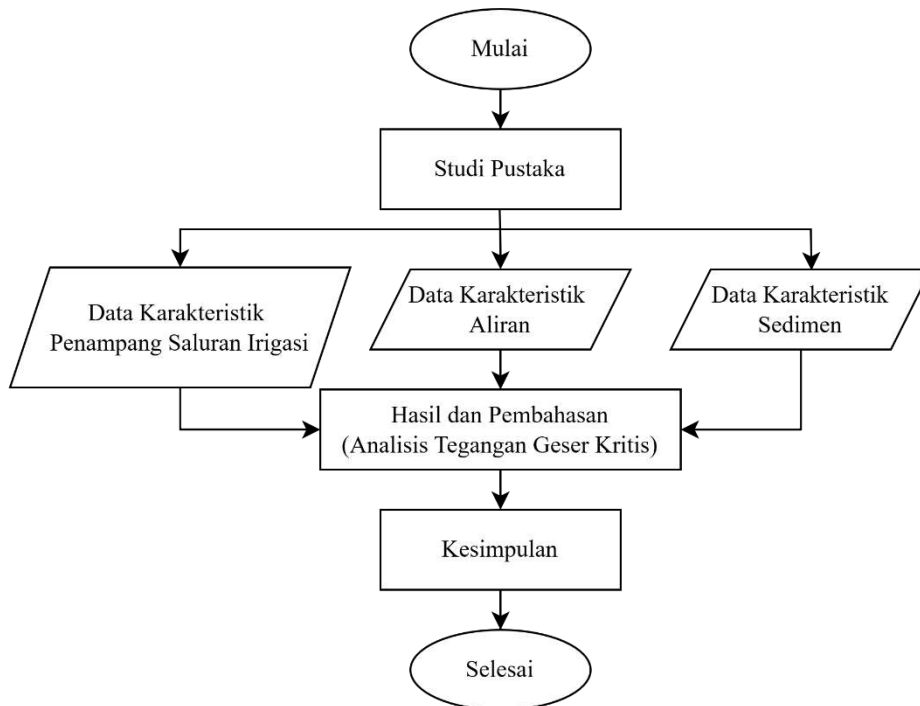 Mulai
Studi Pustaka
Data Karakteristik
Penampang Saluran Irigasi
Data Karakteristik
Aliran
Data Karakteristik
Sedimen
Hasil dan Pembahasan
(Analisis Tegangan Geser Kritis)
Kesimpulan
Selesai